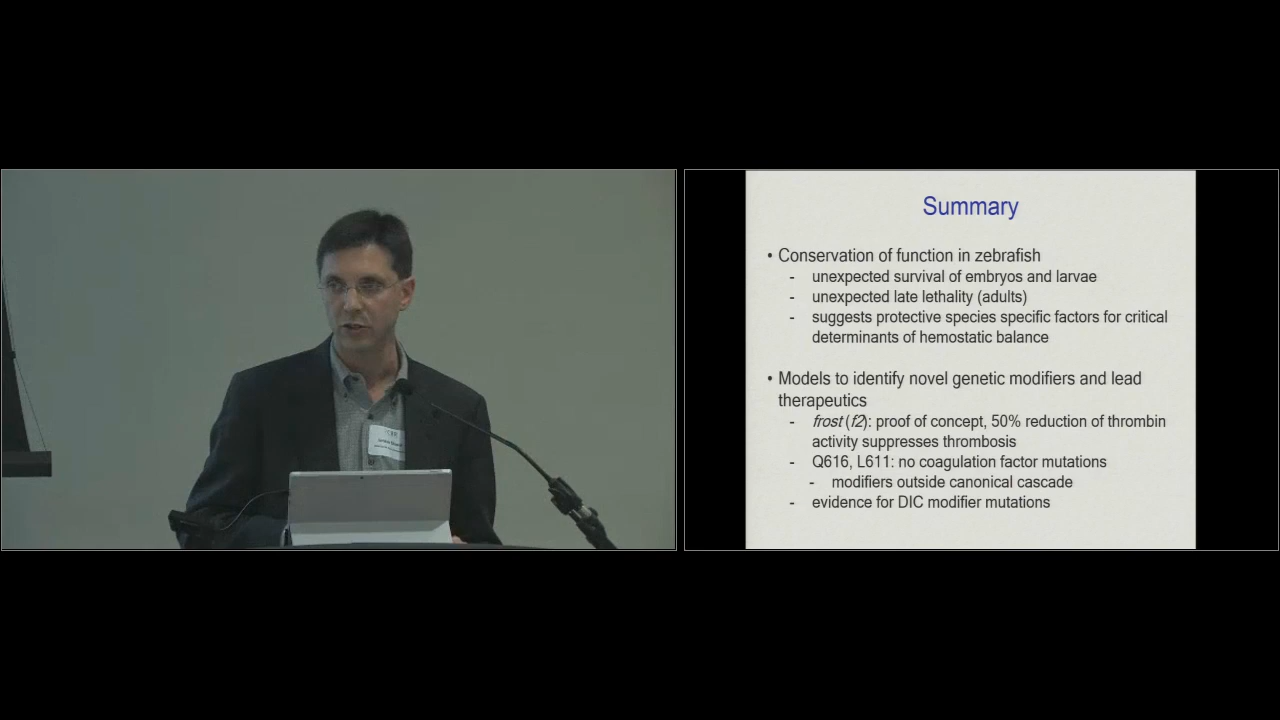 Summary
• Conservation of function in zebrafish
- unexpected survival of embryos and larvae
- unexpected late lethality (adults)
- suggests protective species specific factors for critical
determinants of hemostatic balance
• Models to identify novel genetic modifiers and lead
therapeutics
- frost (f2): proof of concept, 50% reduction of thrombin
activity suppresses thrombosis
- Q616, L611: no coagulation factor mutations
- modifiers outside canonical cascade
- evidence for DIC modifier mutations